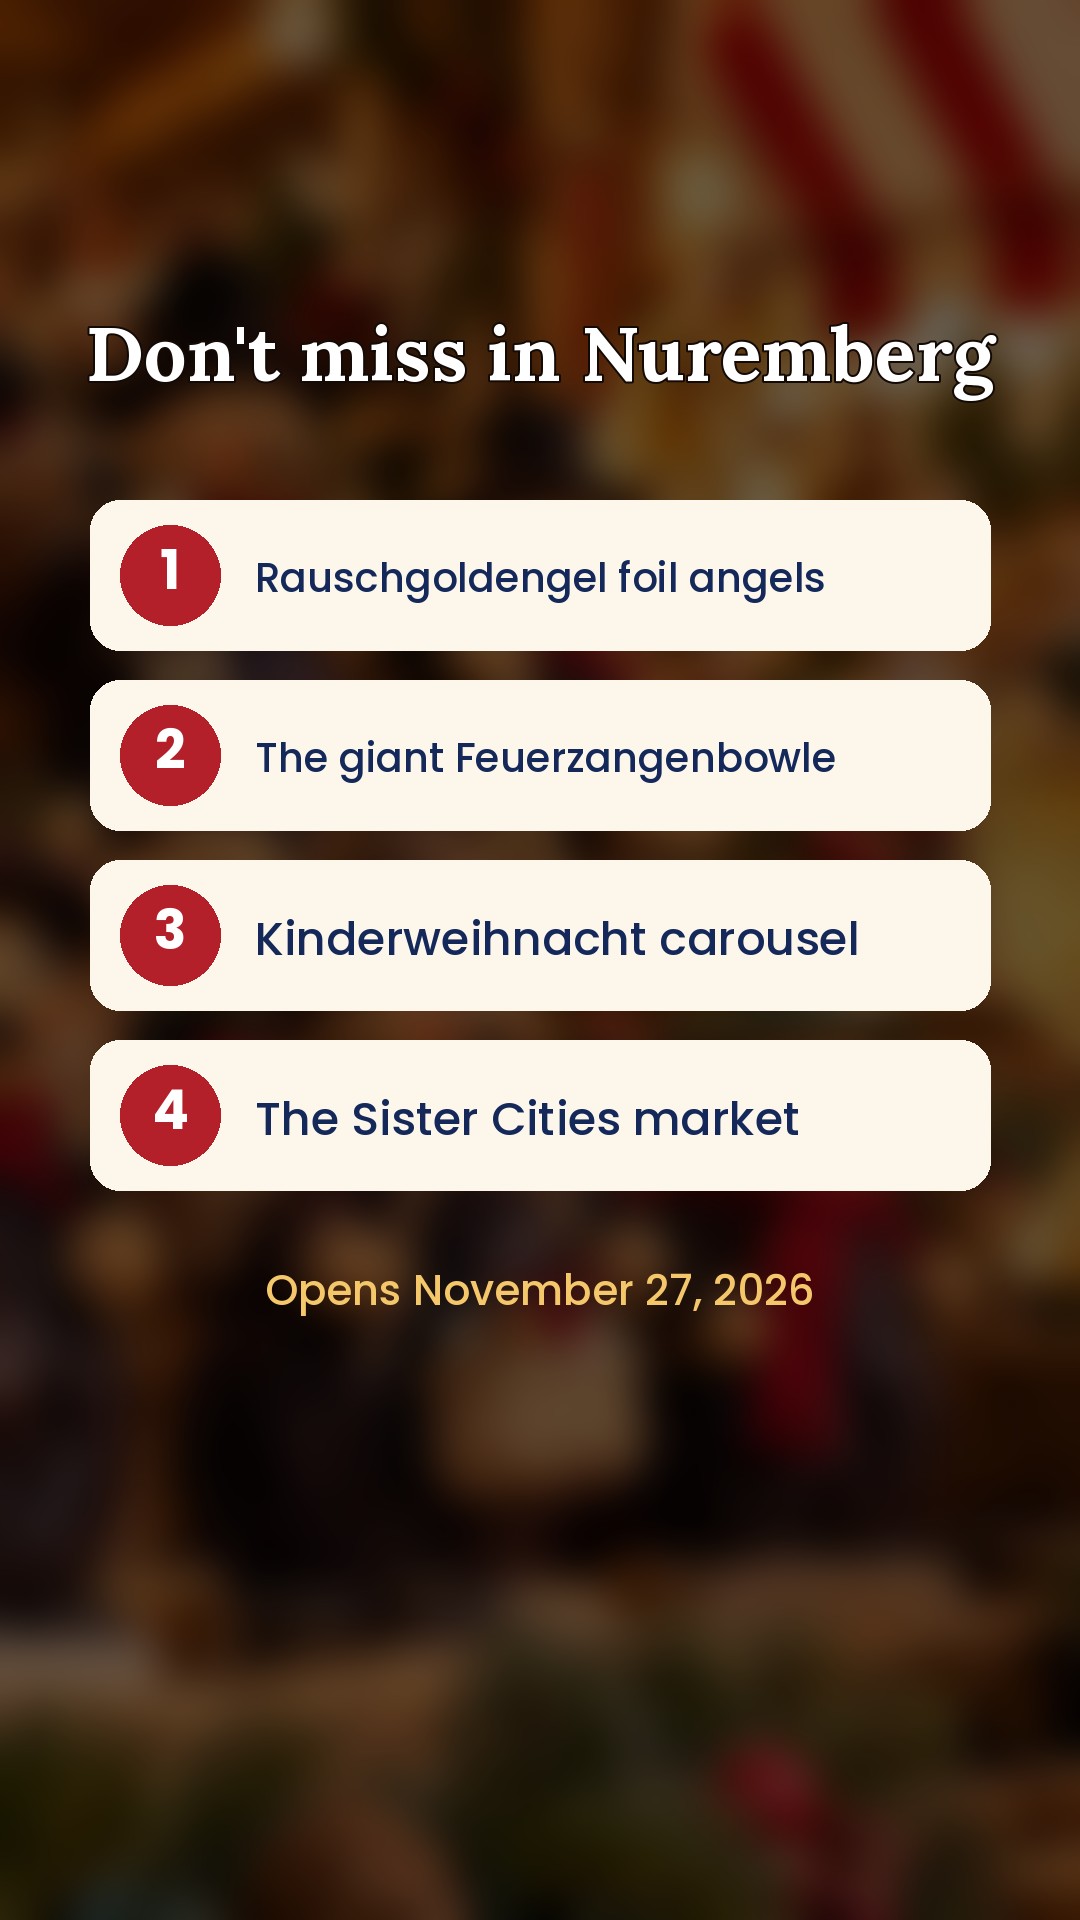 Don't miss in Nuremberg
1 Rauschgoldengel foil angels
2 The giant Feuerzangenbowle
3 Kinderweihnacht carousel
4 The Sister Cities market
Opens November 27, 2026